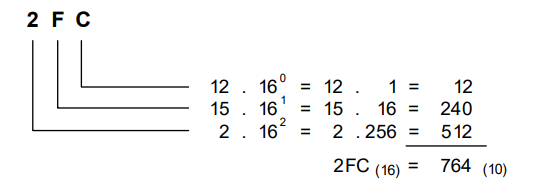 2 F C
12 . 16⁰ = 12 . 1 = 12
15 . 16¹ = 15 . 16 = 240
2 . 16² = 2 . 256 = 512
2FC (16) = 764 (10)